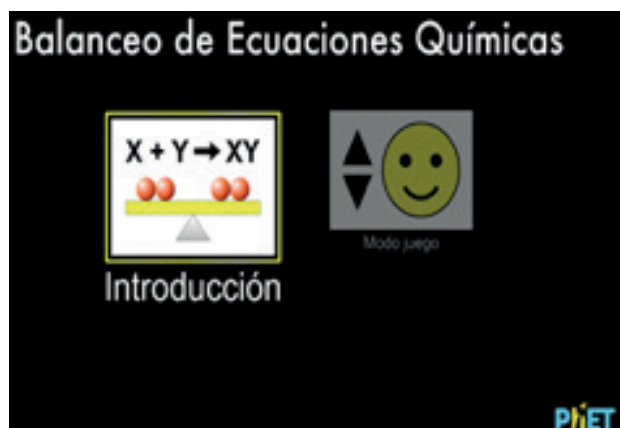 Balanceo de Ecuaciones Químicas
X + Y → XY
Introducción
Modo juego
PhET